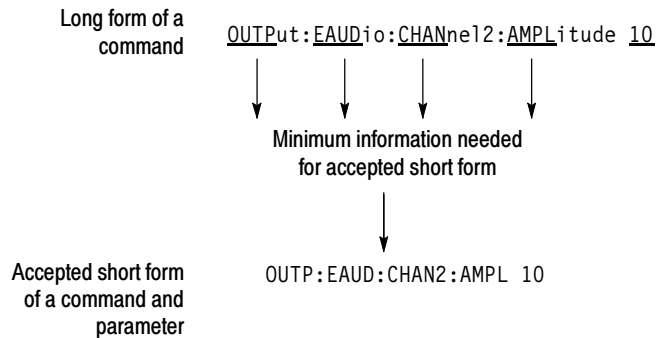 Long form of a
command
OUTPut:EAUDio:CHANnel2:AMPLitude 10
Minimum information needed
for accepted short form
Accepted short form
of a command and
parameter
OUTP:EAUD:CHAN2:AMPL 10